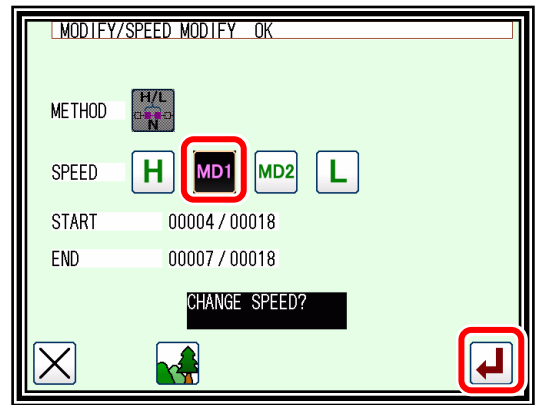 MODIFY/SPEED MODIFY OK
METHOD H/L N
SPEED H MD1 MD2 L
START 00004/00018
END 00007/00018
CHANGE SPEED?